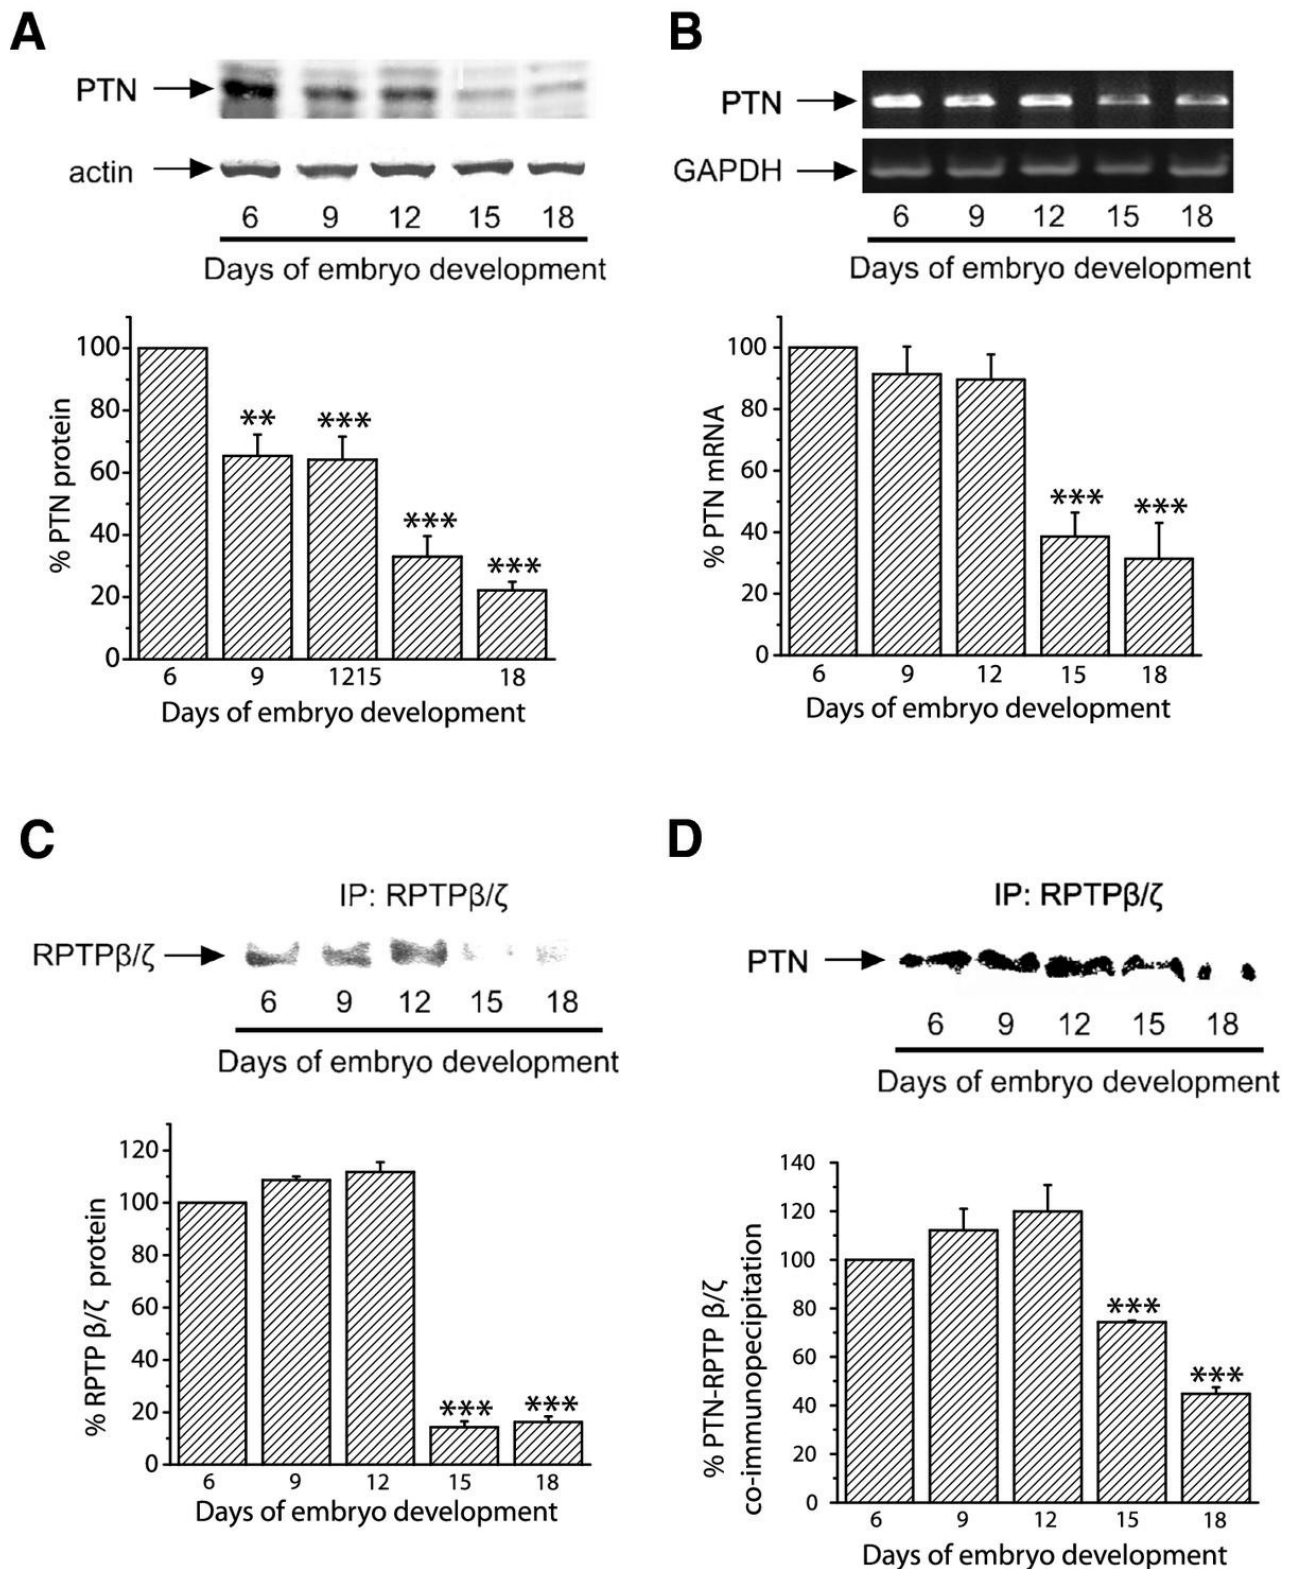 A
PTN
actin
6 9 12 15 18
Days of embryo development
% PTN protein
100
80
60
40
20
0
**
***
***
***
6 9 1215 18
Days of embryo development
B
PTN
GAPDH
6 9 12 15 18
Days of embryo development
% PTN mRNA
100
80
60
40
20
0
***
***
6 9 12 15 18
Days of embryo development
C
IP: RPTPβ/ζ
RPTPβ/ζ
6 9 12 15 18
Days of embryo development
% RPTP β/ζ protein
120
100
80
60
40
20
0
***
***
6 9 12 15 18
Days of embryo development
D
IP: RPTPβ/ζ
PTN
6 9 12 15 18
Days of embryo development
% PTN-RPTP β/ζ
co-immunopecipitation
140
120
100
80
60
40
20
0
***
***
6 9 12 15 18
Days of embryo development